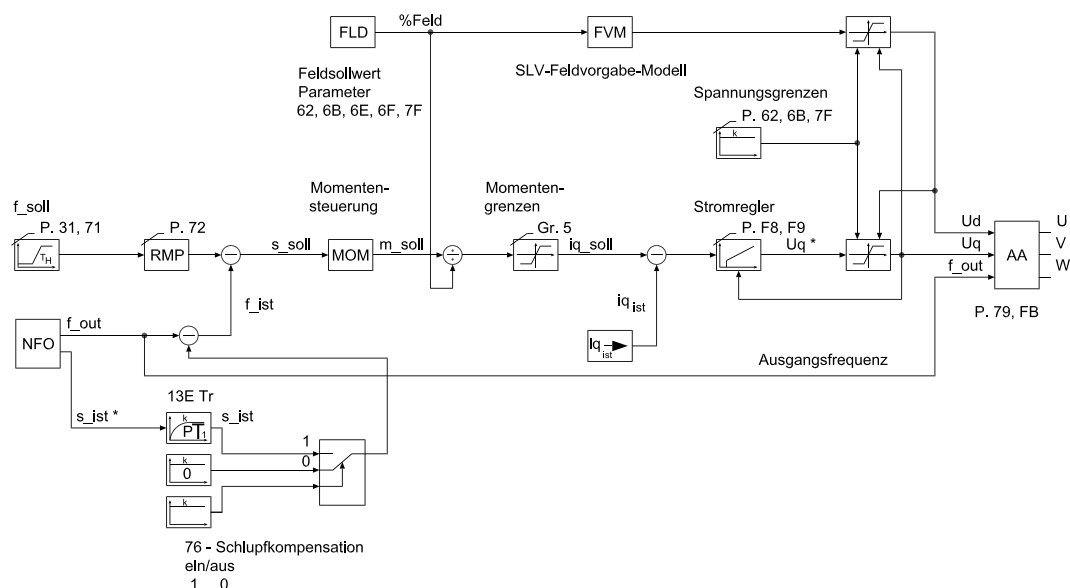 %Feld
FLD
FVM
Feldsollwert
Parameter
62, 6B, 6E, 6F, 7F
SLV-Feldvorgabe-Modell
Spannungsgrenzen
P. 62, 6B, 7F
k
f_soll
P. 31, 71
T H
P. 72
RMP
s_soll
Momenten-
steuerung
MOM
m_soll
Momenten-
grenzen
Gr. 5
iq_soll
Stromregler
P. F8, F9
Uq *
Ud
Uq
f_out
AA
U
V
W
P. 79, FB
f_ist
iq ist
Iq ist
NFO
f_out
Ausgangsfrequenz
13E Tr
s_ist *
k
PT1
s_ist
k
0
k
1
0
76 - Schlupfkompensation
eIn/aus
1 0